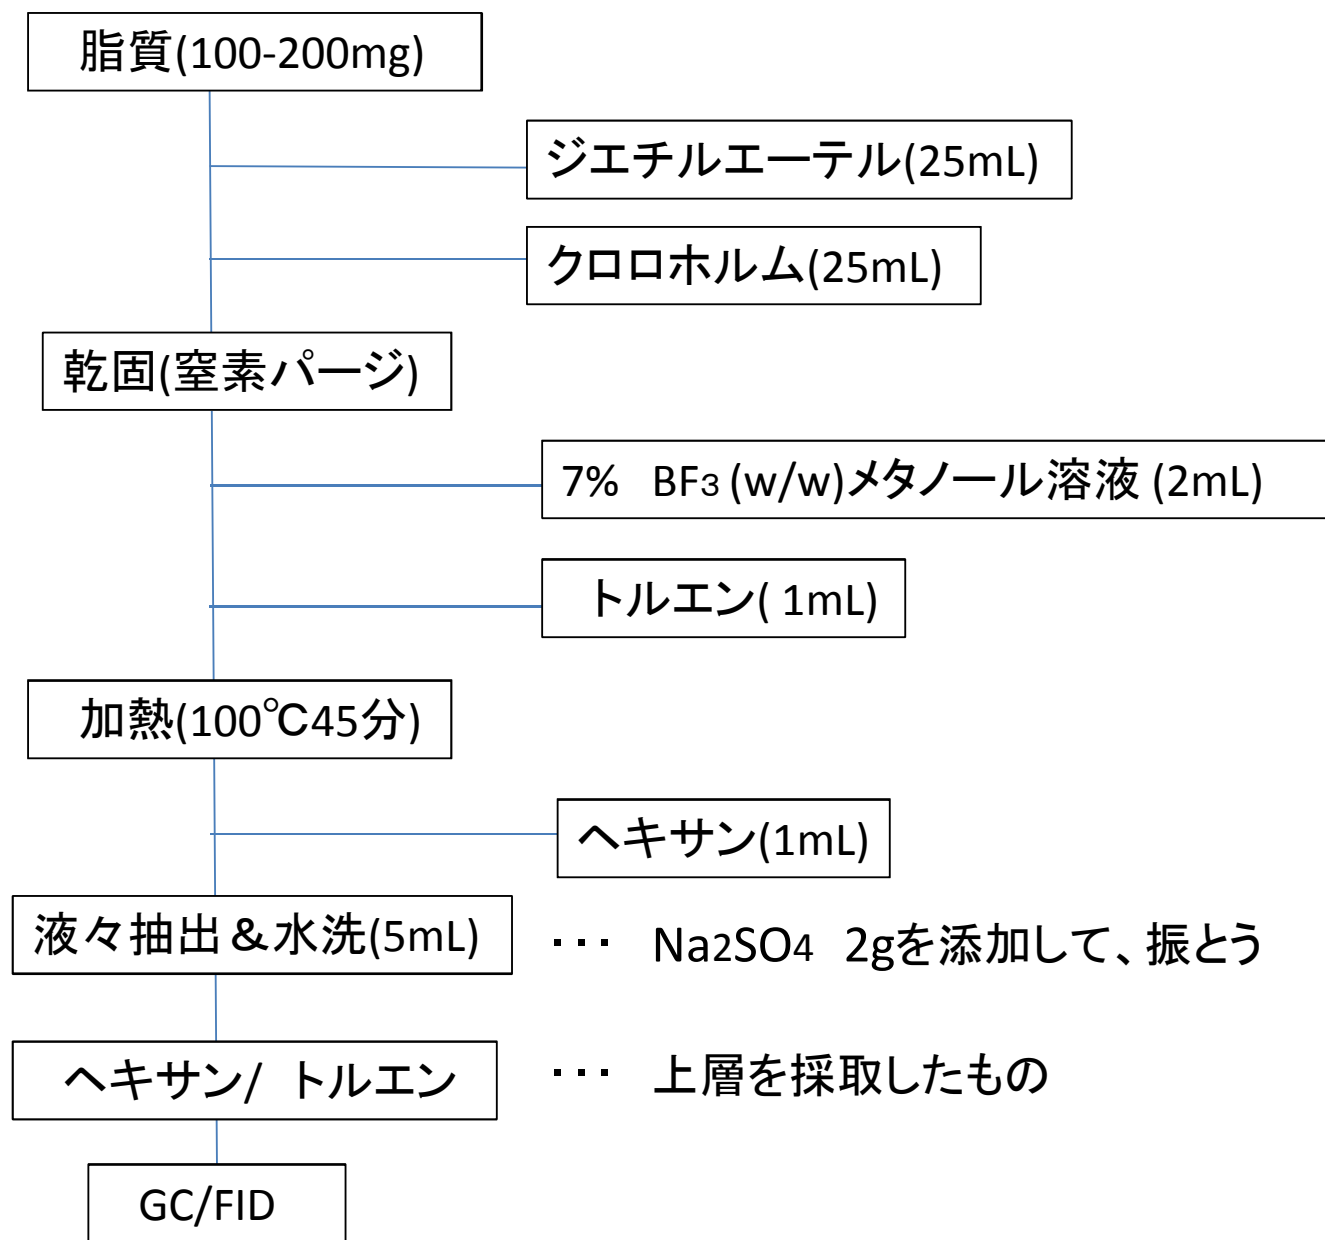 脂質(100-200mg)
ジエチルエーテル(25mL)
クロロホルム(25mL)
乾固(窒素パージ)
7% BF3 (w/w)メタノール溶液 (2mL)
トルエン( 1mL)
加熱(100℃45分)
ヘキサン(1mL)
液々抽出&水洗(5mL) ・・・ Na2SO4 2gを添加して、振とう
ヘキサン/ トルエン ・・・ 上層を採取したもの
GC/FID